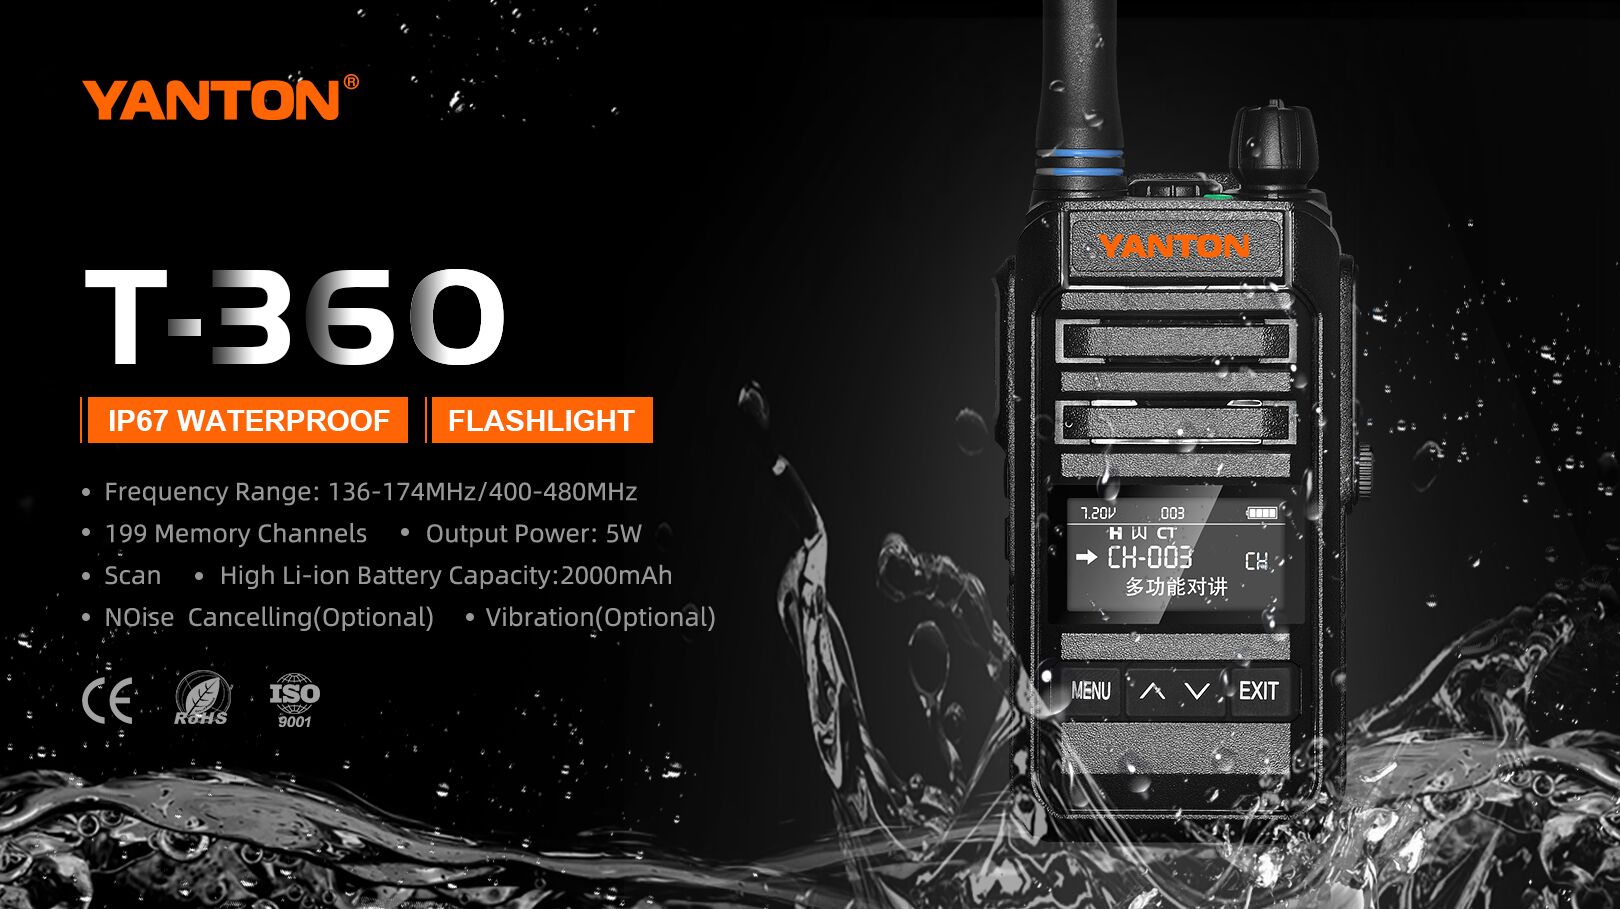 YANTON®
T-360
IP67 WATERPROOF FLASHLIGHT
• Frequency Range: 136-174MHz/400-480MHz
• 199 Memory Channels • Output Power: 5W
• Scan • High Li-ion Battery Capacity:2000mAh
• NOise Cancelling(Optional) • Vibration(Optional)
CE RoHS ISO 9001
YANTON
7.20V 003
H W CT
CH-003 CH
多功能对讲
MENU EXIT